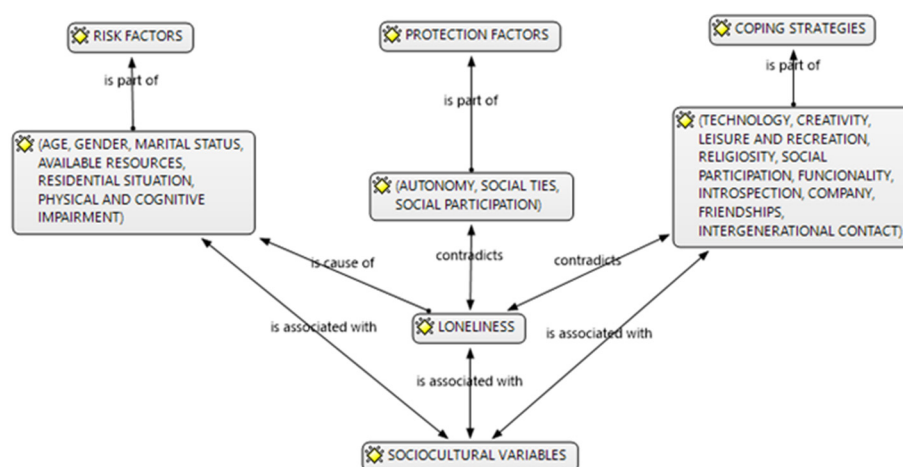 RISK FACTORS
PROTECTION FACTORS
COPING STRATEGIES
is part of
is part of
is part of
(AGE, GENDER, MARITAL STATUS,
AVAILABLE RESOURCES,
RESIDENTIAL SITUATION,
PHYSICAL AND COGNITIVE
IMPAIRMENT)
(AUTONOMY, SOCIAL TIES,
SOCIAL PARTICIPATION)
(TECHNOLOGY, CREATIVITY,
LEISURE AND RECREATION,
RELIGIOSITY, SOCIAL
PARTICIPATION, FUNCIONALITY,
INTROSPECTION, COMPANY,
FRIENDSHIPS,
INTERGENERATIONAL CONTACT)
is cause of
contradicts
contradicts
is associated with
LONELINESS
is associated with
is associated with
SOCIOCULTURAL VARIABLES